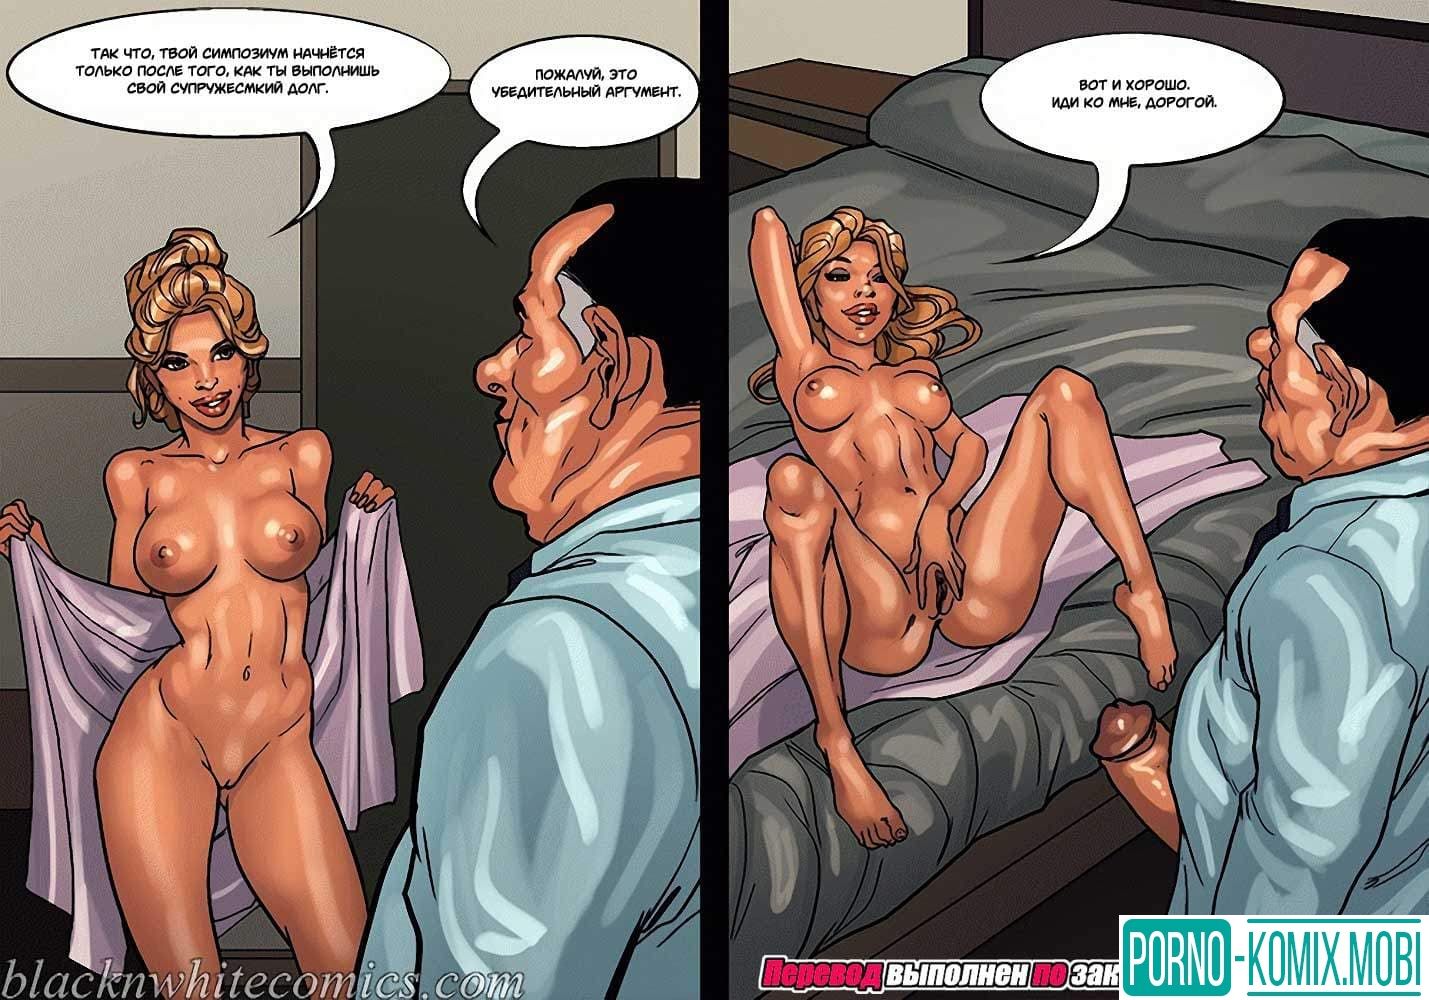 ТАК ЧТО, ТВОЙ СИМПОЗИУМ НАЧНЁТСЯ
ТОЛЬКО ПОСЛЕ ТОГО, КАК ТЫ ВЫПОЛНИШЬ
СВОЙ СУПРУЖЕСМКИЙ ДОЛГ.
ПОЖАЛУЙ, ЭТО
УБЕДИТЕЛЬНЫЙ АРГУМЕНТ.
ВОТ И ХОРОШО.
ИДИ КО МНЕ, ДОРОГОЙ.
blacknwhitecomics.com
Перевод выполнен по зак
PORNO-KOMIX.MOBI